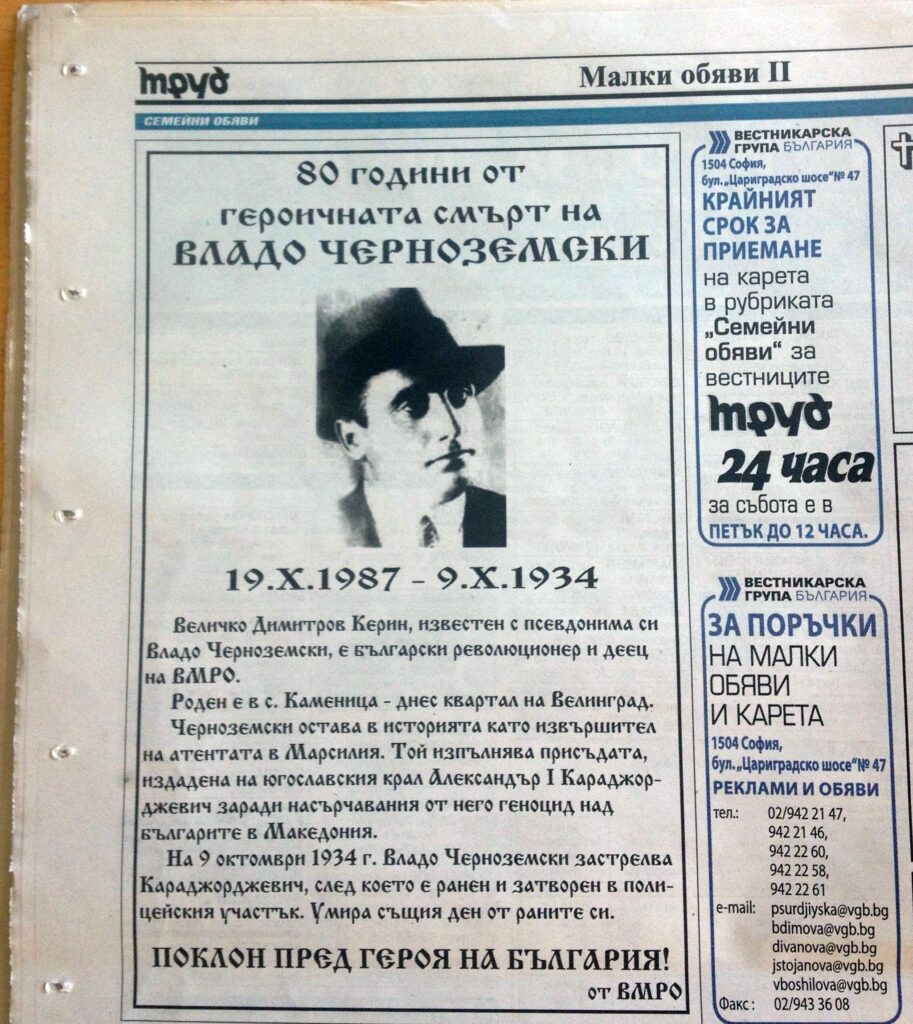 труд
Малки обяви II
СЕМЕЙНИ ОБЯВИ
80 години от
героичната смърт на
ВЛАДО ЧЕРНОЗЕМСКИ
19.X.1987 - 9.X.1934
Величко Димитров Керин, известен с псевдонима си
Владо Черноземски, е български революционер и деец
на ВМРО.
Роден е в с. Каменица - днес квартал на Велинград.
Черноземски остава в историята като извършител
на атентата в Марсилия. Той изпълнява присъдата,
издадена на югославския крал Александър I Караджор-
джевич заради насърчавания от него геноцид над
българите в Македония.
На 9 октомври 1934 г. Владо Черноземски застрелва
Караджорджевич, след което е ранен и затворен в поли-
цейския участък. Умира същия ден от раните си.
ПОКЛОН ПРЕД ГЕРОЯ НА БЪЛГАРИЯ!
от ВМРО
ВЕСТНИКАРСКА
ГРУПА БЪЛГАРИЯ
1504 София,
бул. „Цариградско шосе“№ 47
КРАЙНИЯТ
СРОК ЗА
ПРИЕМАНЕ
на карета
в рубриката
„Семейни
обяви“ за
вестниците
труд
24 часа
за събота е в
ПЕТЪК ДО 12 ЧАСА.
ВЕСТНИКАРСКА
ГРУПА БЪЛГАРИЯ
ЗА ПОРЪЧКИ
НА МАЛКИ
ОБЯВИ
И КАРЕТА
1504 София,
бул. „Цариградско шосе“№ 47
РЕКЛАМИ И ОБЯВИ
тел.: 02/942 21 47,
942 21 46,
942 22 60,
942 22 58,
942 22 61
e-mail: psurdjiyska@vgb.bg
bdimova@vgb.bg
divanova@vgb.bg
jstojanova@vgb.bg
vboshilova@vgb.bg
Факс : 02/943 36 08